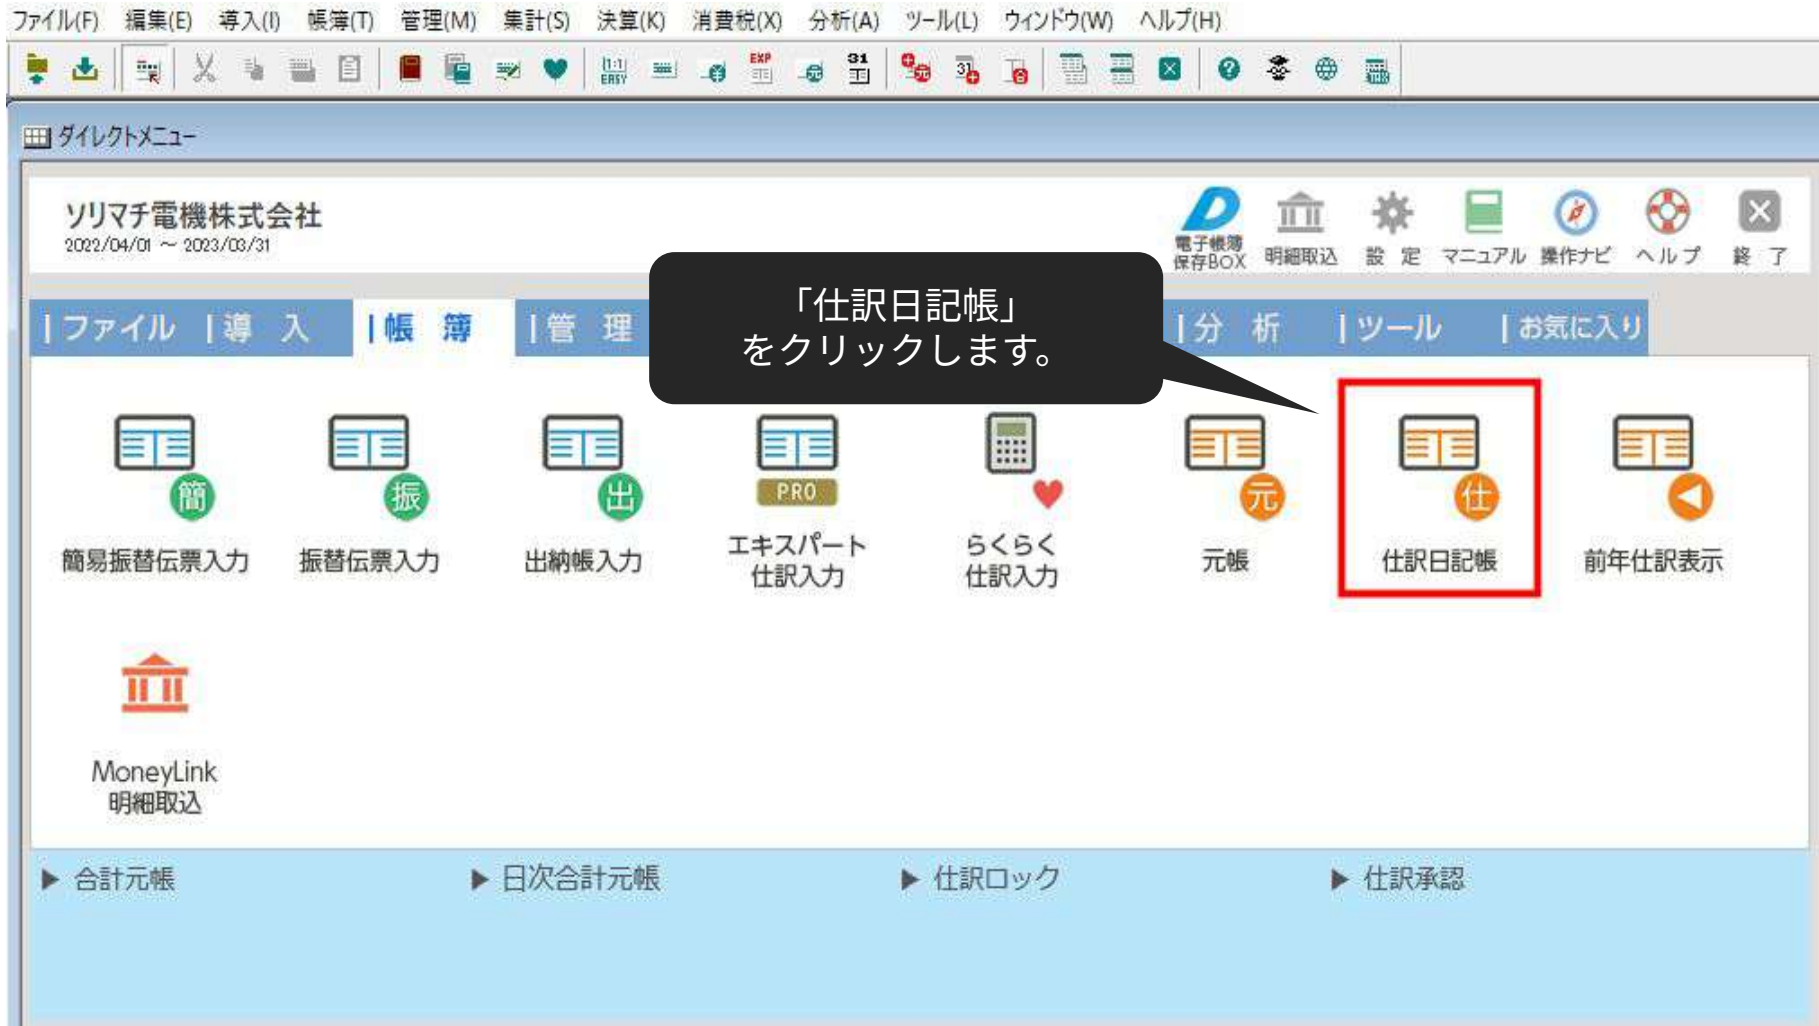 ファイル(F) 編集(E) 導入(I) 帳簿(T) 管理(M) 集計(S) 決算(K) 消費税(X) 分析(A) ツール(L) ウィンドウ(W) ヘルプ(H)
ダイレクトメニュー
ソリマチ電機株式会社
2022/04/01 ～ 2023/03/31
電子帳簿
保存BOX
明細取込
設 定
マニュアル
操作ナビ
ヘルプ
終 了
「仕訳日記帳」
をクリックします。
ファイル 導 入 帳 簿 管 理 分 析 ツール お気に入り
簡
簡易振替伝票入力
振
振替伝票入力
出
出納帳入力
PRO
エキスパート
仕訳入力
らくらく
仕訳入力
元
元帳
仕
仕訳日記帳
前年仕訳表示
MoneyLink
明細取込
▶ 合計元帳 ▶ 日次合計元帳 ▶ 仕訳ロック ▶ 仕訳承認